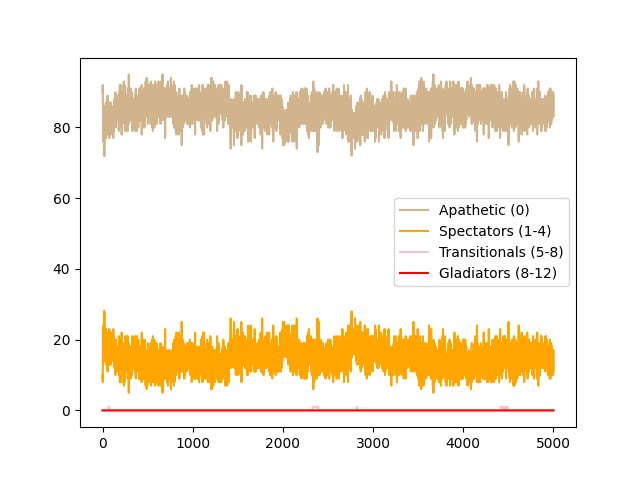 80
60
40
20
0
Apathetic (0)
Spectators (1-4)
Transitionals (5-8)
Gladiators (8-12)
0 1000 2000 3000 4000 5000